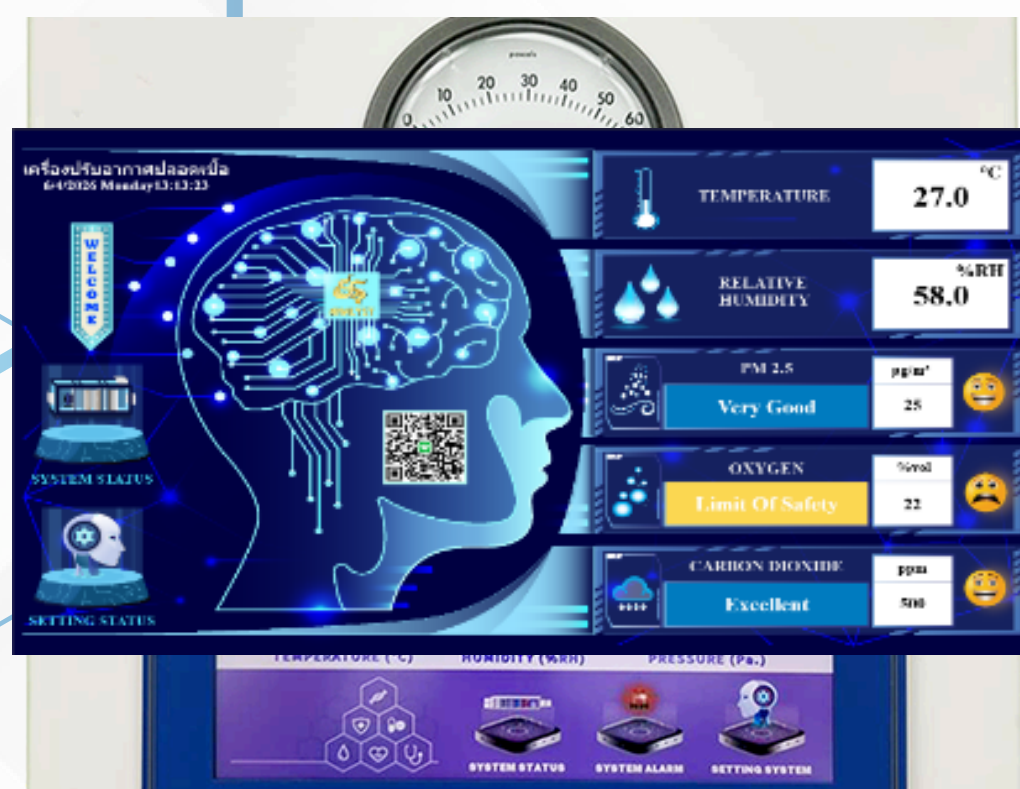 10 20 30 40 50
0 60
เครื่องปรับอากาศปลอดเชื้อ
6/4/2026 Monday13:13:23
WELCOME
SYSTEM STATUS
SETTING STATUS
TEMPERATURE
°C
27.0
RELATIVE
HUMIDITY
%RH
58.0
PM 2.5
µg/m³
Very Good
25
OXYGEN
%vol
Limit Of Safety
22
CARBON DIOXIDE
ppm
Excellent
500
TEMPERATURE (°C) HUMIDITY (%RH) PRESSURE (Pa.)
SYSTEM STATUS SYSTEM ALARM SETTING SYSTEM